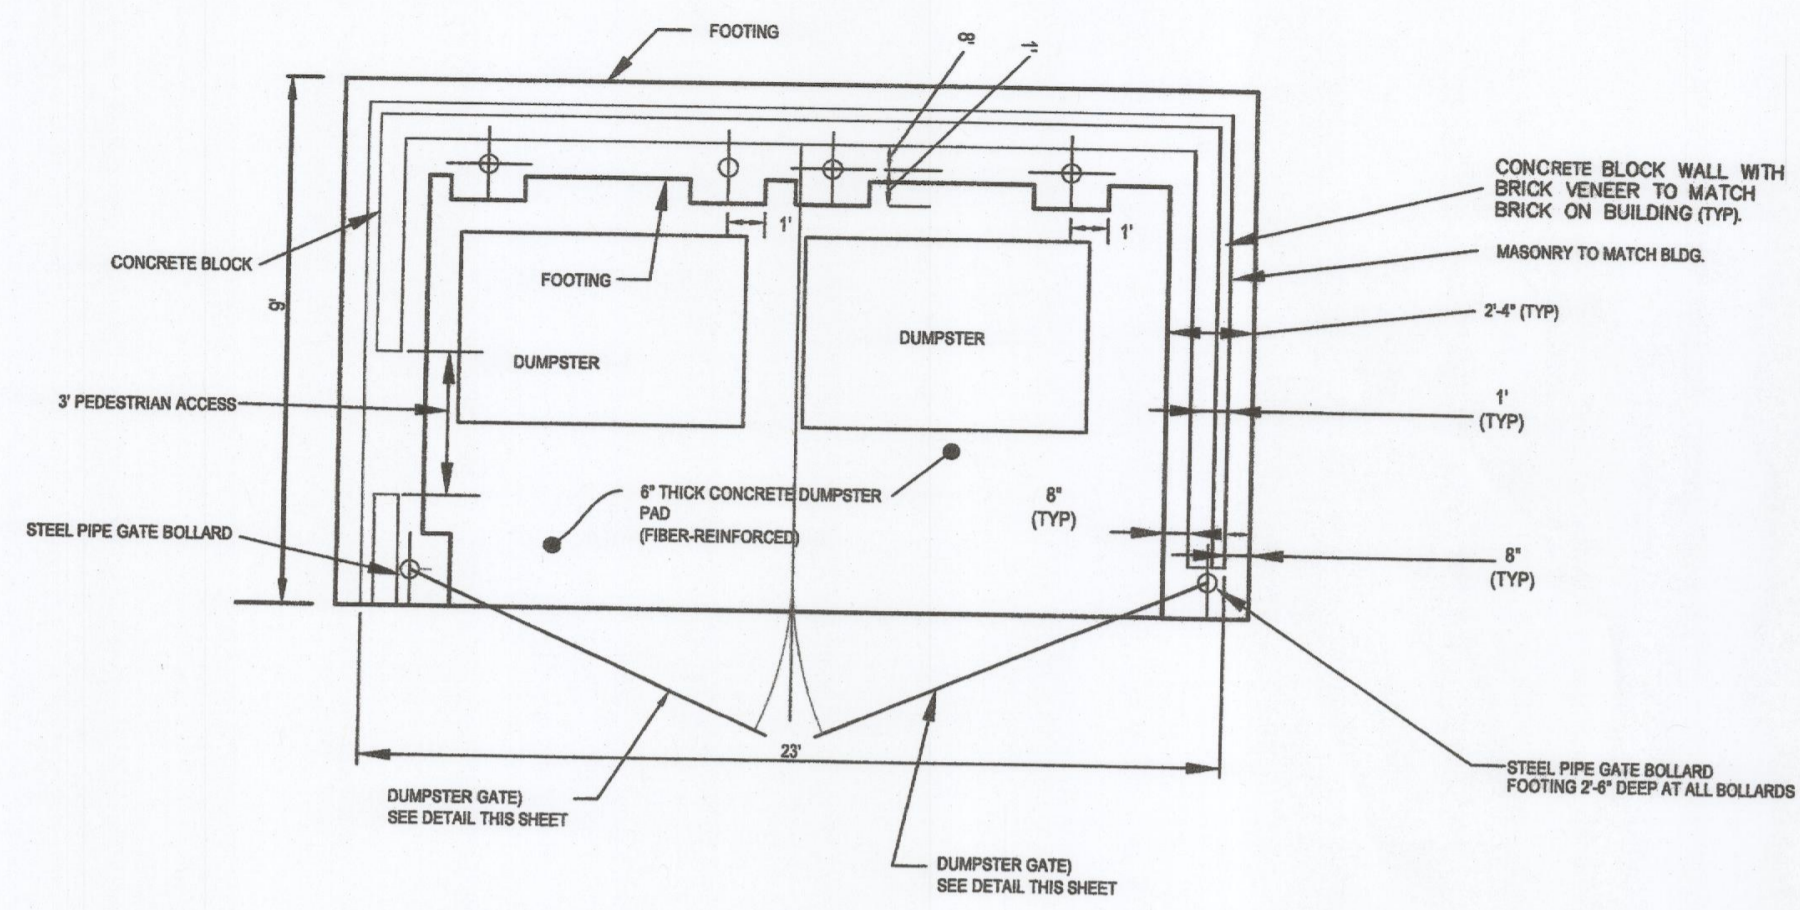 FOOTING
8"
1'
CONCRETE BLOCK WALL WITH
BRICK VENEER TO MATCH
BRICK ON BUILDING (TYP).
1'
1'
CONCRETE BLOCK
MASONRY TO MATCH BLDG.
FOOTING
2'-4" (TYP)
DUMPSTER
DUMPSTER
3' PEDESTRIAN ACCESS
1'
(TYP)
6" THICK CONCRETE DUMPSTER
PAD
(FIBER-REINFORCED)
8"
(TYP)
STEEL PIPE GATE BOLLARD
8"
(TYP)
23'
STEEL PIPE GATE BOLLARD
FOOTING 2'-6" DEEP AT ALL BOLLARDS
DUMPSTER GATE)
SEE DETAIL THIS SHEET
DUMPSTER GATE)
SEE DETAIL THIS SHEET